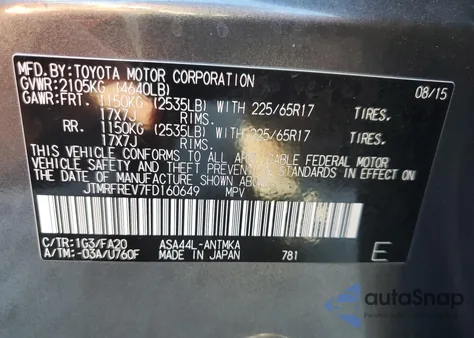 MFD. BY: TOYOTA MOTOR CORPORATION 08/15
GVWR: 2105KG (4640LB)
GAWR: FRT. 1150KG (2535LB) WITH 225/65R17 TIRES.
17X7J RIMS.
RR. 1150KG (2535LB) WITH 225/65R17 TIRES.
17X7J RIMS.
THIS VEHICLE CONFORMS TO ALL APPLICABLE FEDERAL MOTOR
VEHICLE SAFETY AND THEFT PREVENTION STANDARDS IN EFFECT ON
THE DATE OF MANUFACTURE SHOWN ABOVE.
JTMRFREV7FD160649 MPV
C/TR: 1G3/FA20 ASA44L-ANTMKA
A/TM: -03A/U760F MADE IN JAPAN 781 E
autoSnap